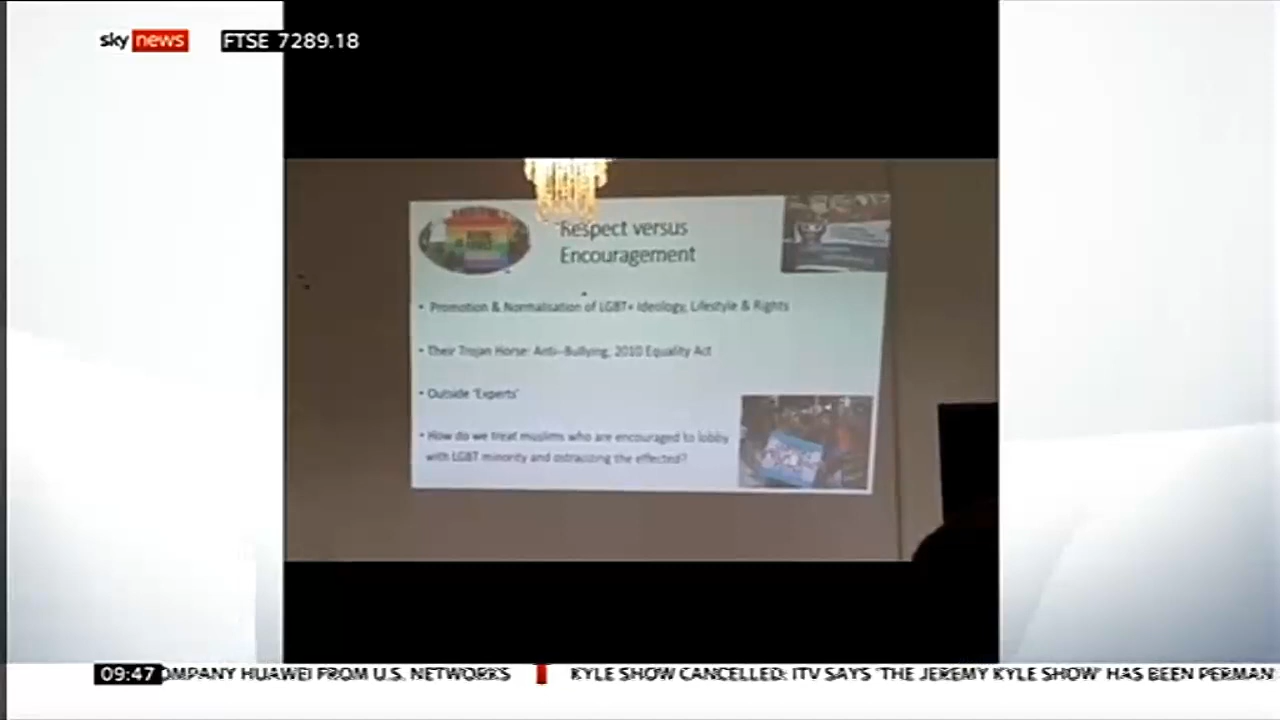 sky news
FTSE 7289.18
Respect versus
Encouragement
• Promotion & Normalisation of LGBT+ Ideology, Lifestyle & Rights
• Their Trojan Horse: Anti-Bullying, 2010 Equality Act
• Outside 'Experts'
• How do we treat muslims who are encouraged to lobby
with LGBT minority and ostracizing the effected?
09:47 OMPANY HUAWEI FROM U.S. NETWORKS KYLE SHOW CANCELLED: ITV SAYS 'THE JEREMY KYLE SHOW' HAS BEEN PERMAN